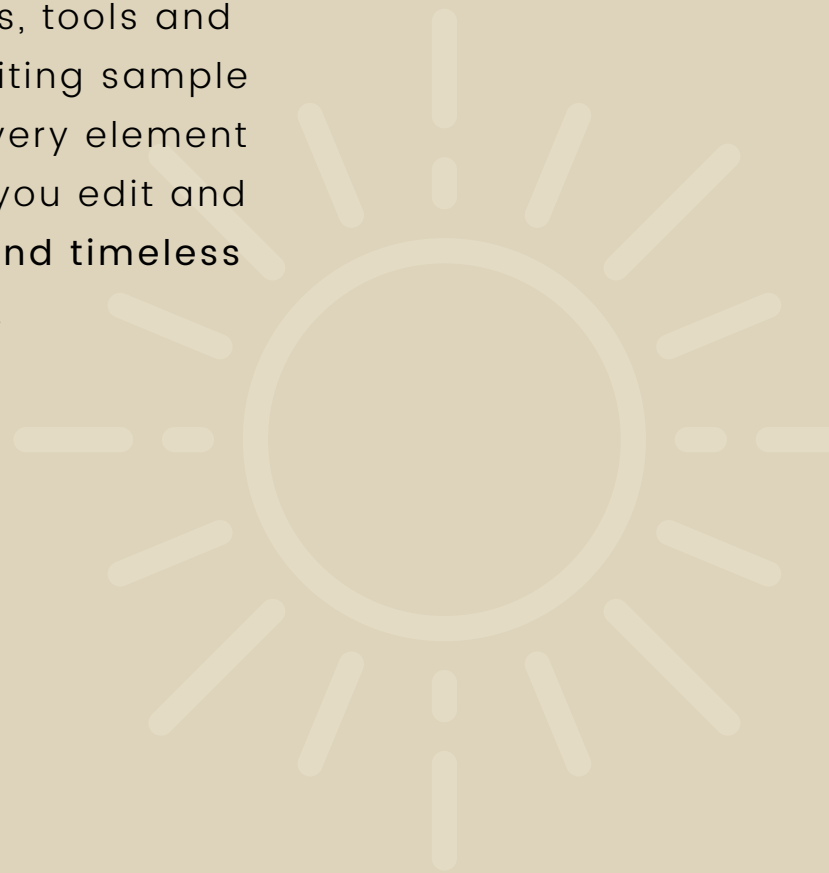 s, tools and
iting sample
very element
you edit and
nd timeless